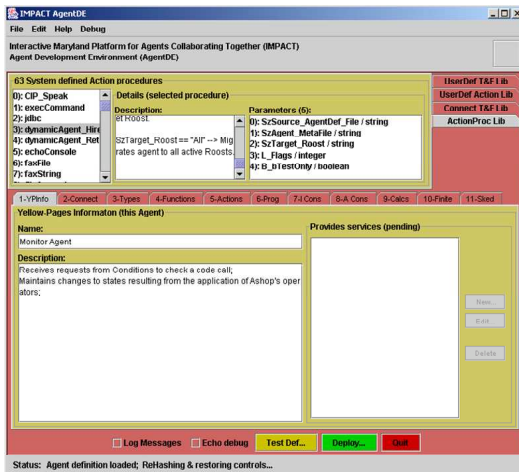 IMPACT AgentDE
File Edit Help Debug
Interactive Maryland Platform for Agents Collaborating Together (IMPACT)
Agent Development Environment (AgentDE)
63 System defined Action procedures
0): CIP_Speak
1): execCommand
2): jdbc
3): dynamicAgent_Hir
4): dynamicAgent_Ret
5): echoConsole
6): faxFile
7): faxString
Details (selected procedure)
Description:
et Roost.
SzTarget_Roost == "All" --> Mig
rates agent to all active Roosts.
Parameters (5):
0): SzSource_AgentDef_File / string
1): SzAgent_MetaFile / string
2): SzTarget_Roost / string
3): L_Flags / integer
4): B_bTestOnly / boolean
UserDef T&F Lib
UserDef Action Lib
Connect T&F Lib
ActionProc Lib
1-YPInfo 2-Connect 3-Types 4-Functions 5-Actions 6-Prog 7-I Cons 8-A Cons 9-Calcs 10-Finite 11-Sked
Yellow-Pages Informaton (this Agent)
Name:
Monitor Agent
Description:
Receives requests from Conditions to check a code call;
Maintains changes to states resulting from the application of Ashop's oper
ators;
Provides services (pending)
New...
Edit...
Delete
Log Messages Echo debug Test Def... Deploy... Quit
Status: Agent definition loaded; ReHashing & restoring controls...